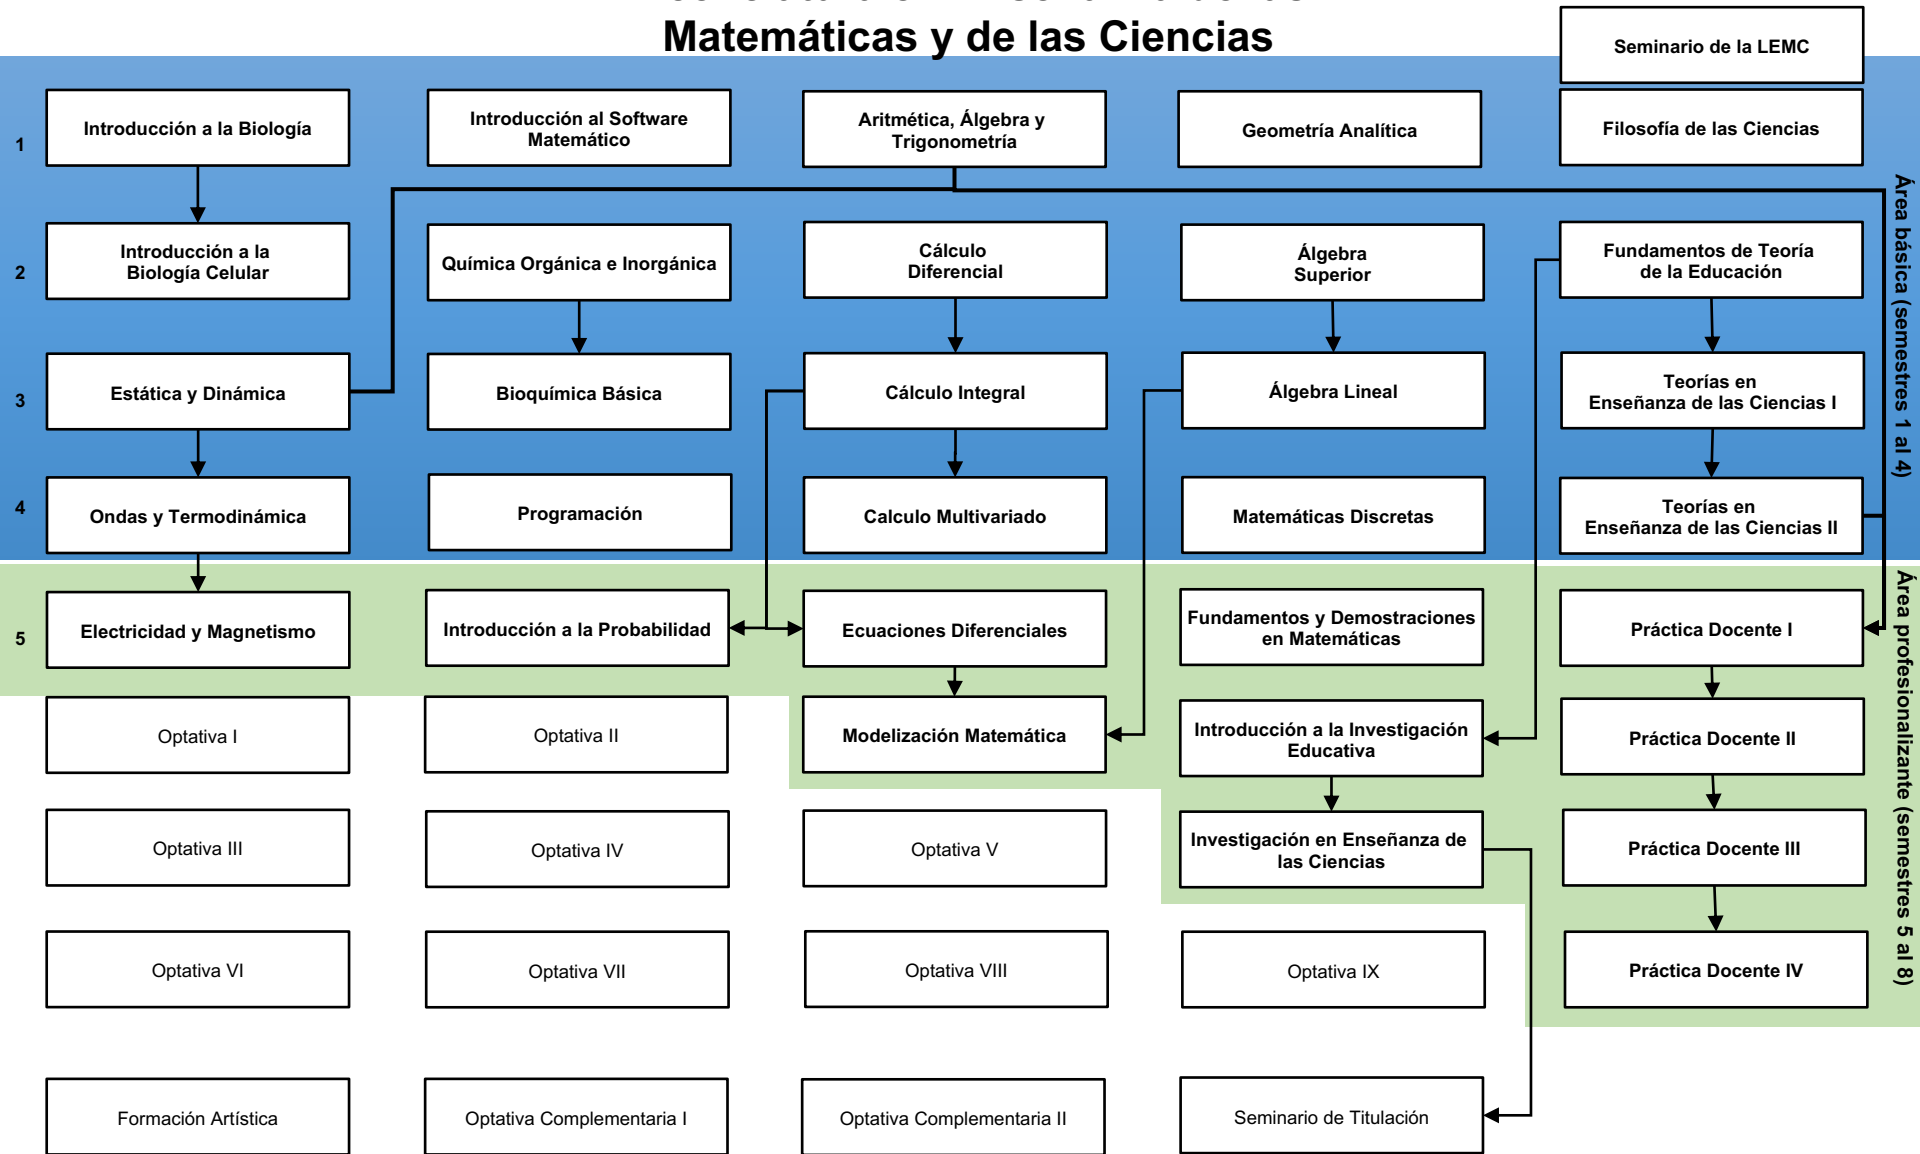 Matemáticas y de las Ciencias
Seminario de la LEMC
1
Introducción a la Biología
Introducción al Software
Matemático
Aritmética, Álgebra y
Trigonometría
Geometría Analítica
Filosofía de las Ciencias
2
Introducción a la
Biología Celular
Química Orgánica e Inorgánica
Cálculo
Diferencial
Álgebra
Superior
Fundamentos de Teoría
de la Educación
3
Estática y Dinámica
Bioquímica Básica
Cálculo Integral
Álgebra Lineal
Teorías en
Enseñanza de las Ciencias I
4
Ondas y Termodinámica
Programación
Calculo Multivariado
Matemáticas Discretas
Teorías en
Enseñanza de las Ciencias II
Área básica (semestres 1 al 4)
5
Electricidad y Magnetismo
Introducción a la Probabilidad
Ecuaciones Diferenciales
Fundamentos y Demostraciones
en Matemáticas
Práctica Docente I
Optativa I
Optativa II
Modelización Matemática
Introducción a la Investigación
Educativa
Práctica Docente II
Optativa III
Optativa IV
Optativa V
Investigación en Enseñanza de
las Ciencias
Práctica Docente III
Optativa VI
Optativa VII
Optativa VIII
Optativa IX
Práctica Docente IV
Área profesionalizante (semestres 5 al 8)
Formación Artística
Optativa Complementaria I
Optativa Complementaria II
Seminario de Titulación